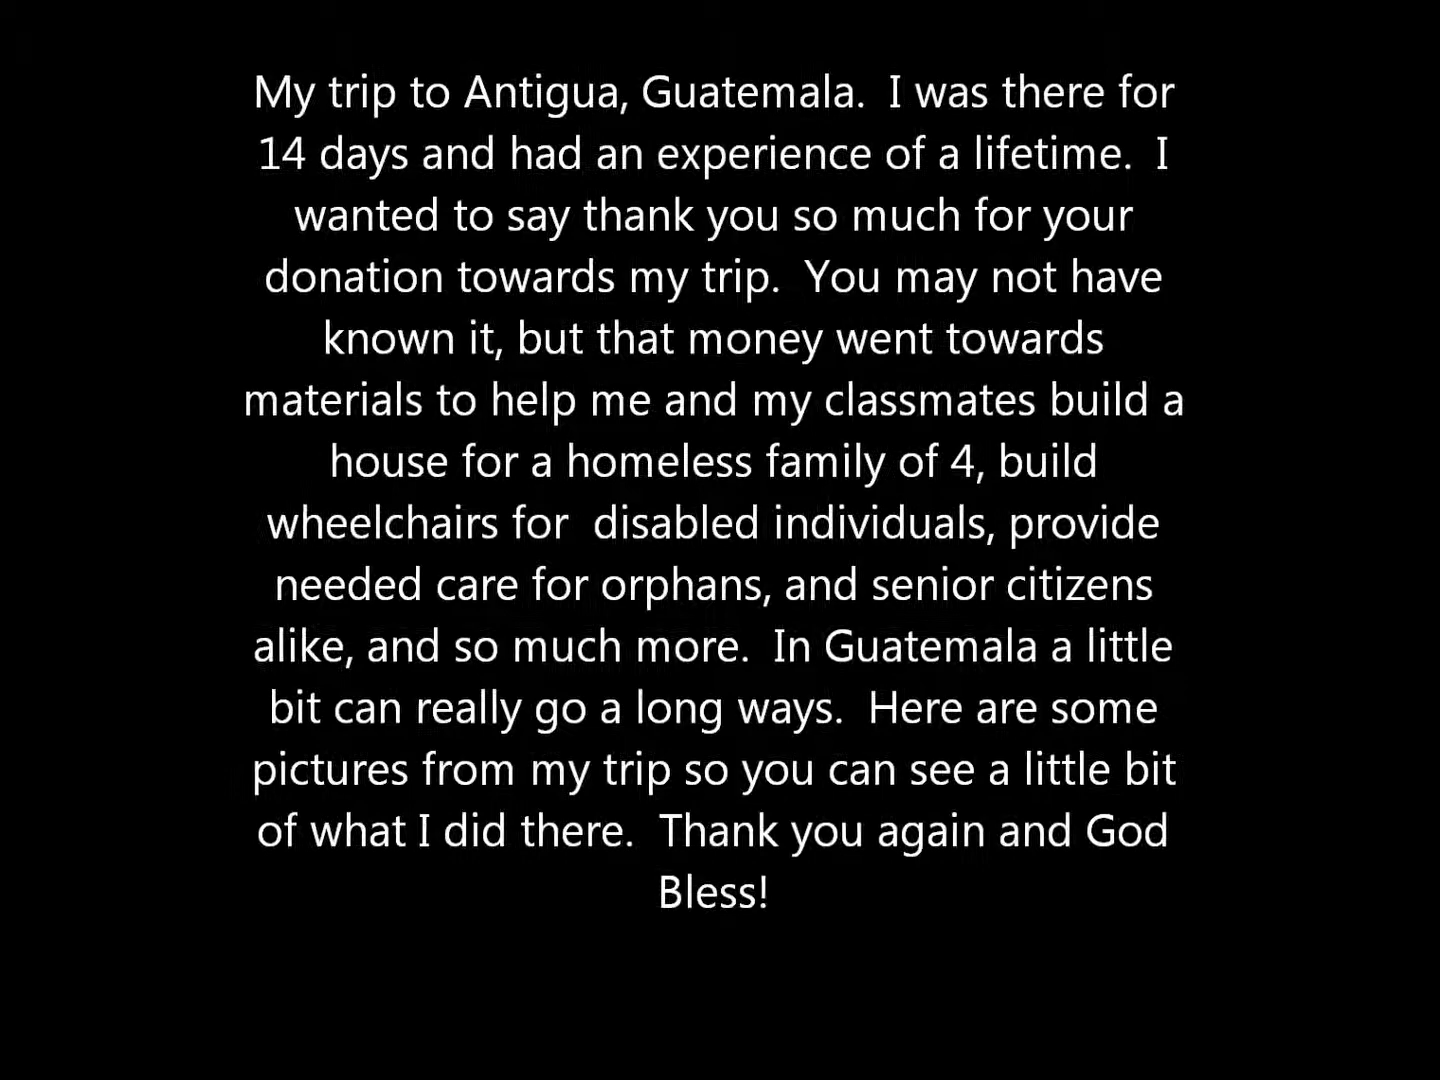 My trip to Antigua, Guatemala.  I was there for
14 days and had an experience of a lifetime.  I
wanted to say thank you so much for your
donation towards my trip.  You may not have
known it, but that money went towards
materials to help me and my classmates build a
house for a homeless family of 4, build
wheelchairs for  disabled individuals, provide
needed care for orphans, and senior citizens
alike, and so much more.  In Guatemala a little
bit can really go a long ways.  Here are some
pictures from my trip so you can see a little bit
of what I did there.  Thank you again and God
Bless!